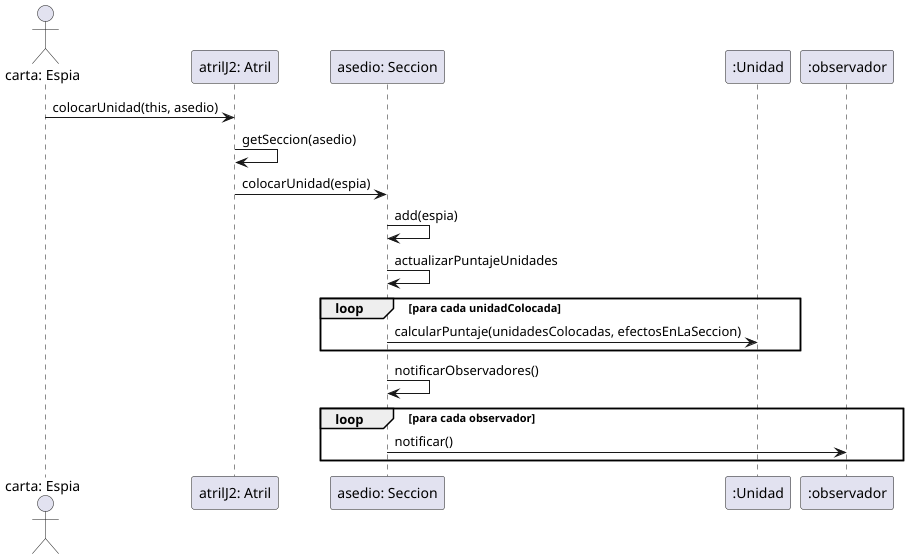 carta: Espia
atrilJ2: Atril
asedio: Seccion
:Unidad
:observador
colocarUnidad(this, asedio)
getSeccion(asedio)
colocarUnidad(espia)
add(espia)
actualizarPuntajeUnidades
loop [para cada unidadColocada]
calcularPuntaje(unidadesColocadas, efectosEnLaSeccion)
notificarObservadores()
loop [para cada observador]
notificar()
carta: Espia
atrilJ2: Atril
asedio: Seccion
:Unidad
:observador